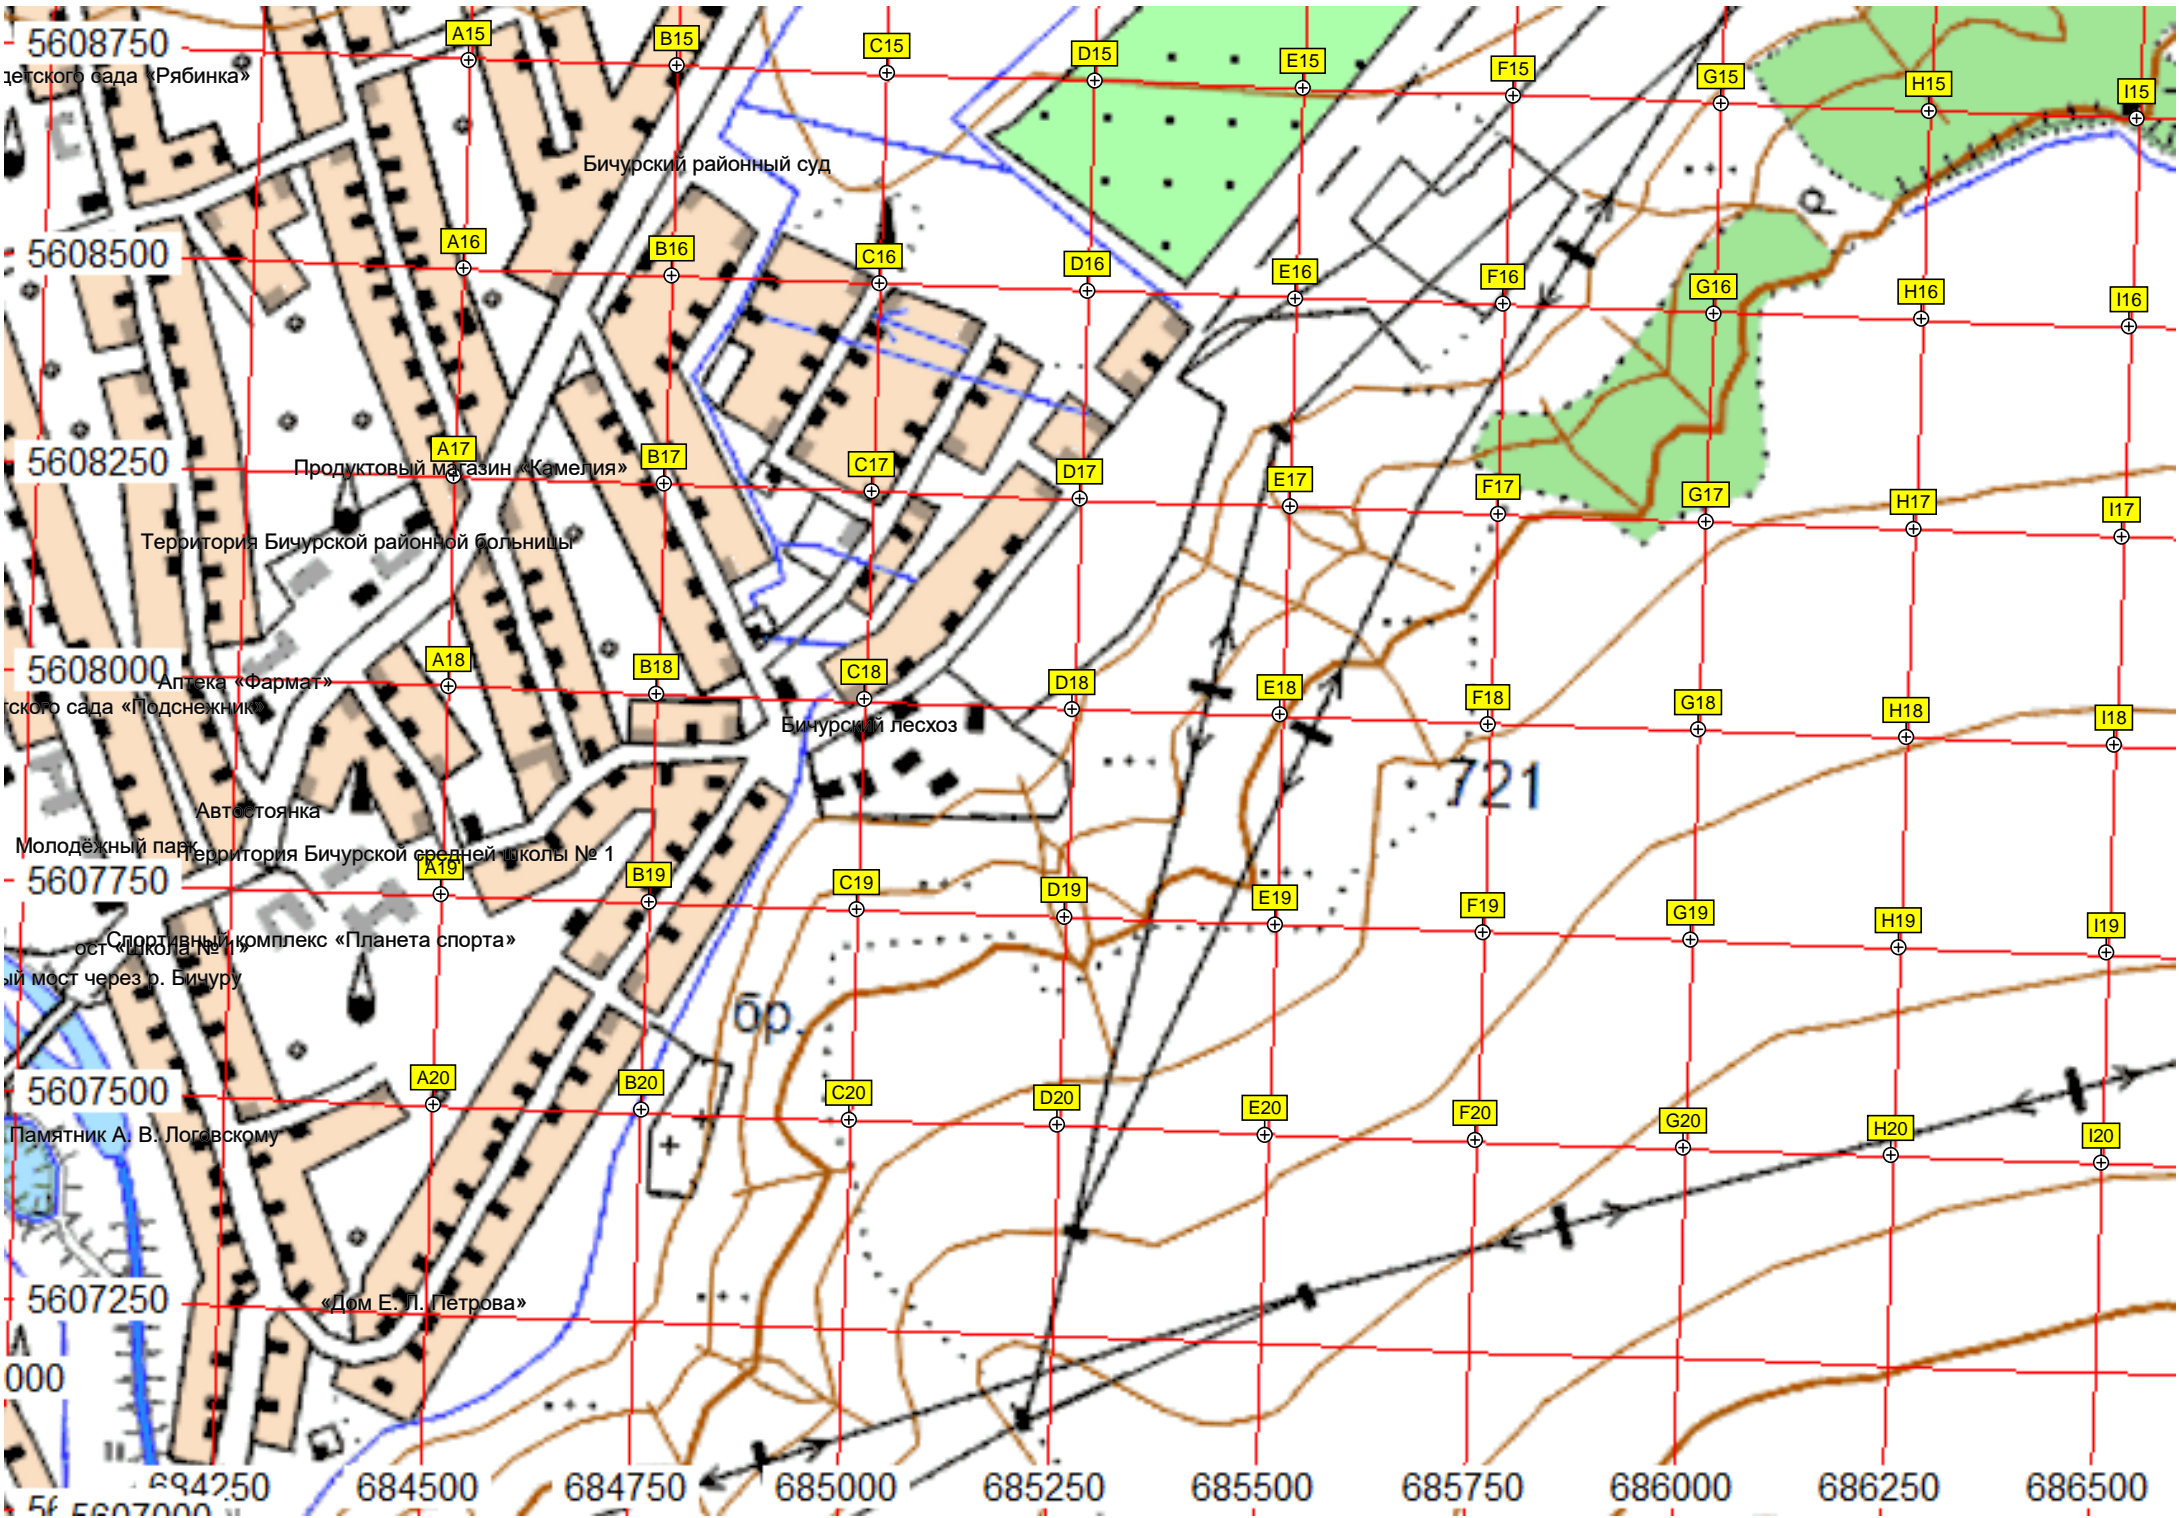 5608750
A15 B15 C15 D15 E15 F15 G15 H15 I15
детского сада «Рябинка»
Бичурский районный суд
р
5608500
A16 B16 C16 D16 E16 F16 G16 H16 I16
5608250
A17 B17 C17 D17 E17 F17 G17 H17 I17
Продуктовый магазин «Камелия»
Территория Бичурской районной больницы
5608000
A18 B18 C18 D18 E18 F18 G18 H18 I18
Аптека «Фармат»
тского сада «Подснежник»
Бичурский лесхоз
721
Автостоянка
Молодёжный парк
Территория Бичурской средней школы № 1
5607750
A19 B19 C19 D19 E19 F19 G19 H19 I19
Спортивный комплекс «Планета спорта»
ост «Школа № 1»
ый мост через р. Бичуру
бр.
5607500
A20 B20 C20 D20 E20 F20 G20 H20 I20
Памятник А. В. Логовскому
5607250
«Дом Е. Л. Петрова»
000
684250 684500 684750 685000 685250 685500 685750 686000 686250 686500
5607000